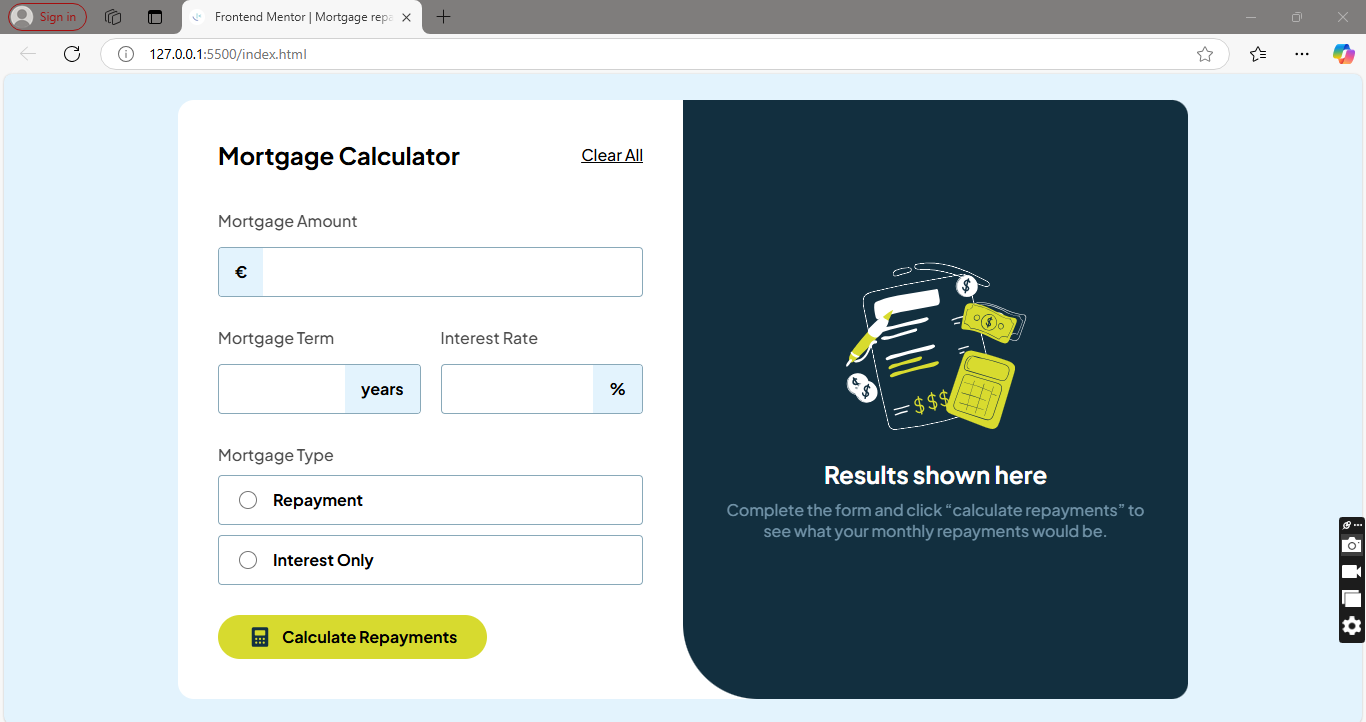 Sign in
Frontend Mentor | Mortgage repa
127.0.0.1:5500/index.html
Mortgage Calculator
Clear All
Mortgage Amount
€
Mortgage Term
Interest Rate
years
%
Mortgage Type
Repayment
Interest Only
Calculate Repayments
$
$
$
$
$$$
Results shown here
Complete the form and click “calculate repayments” to
see what your monthly repayments would be.